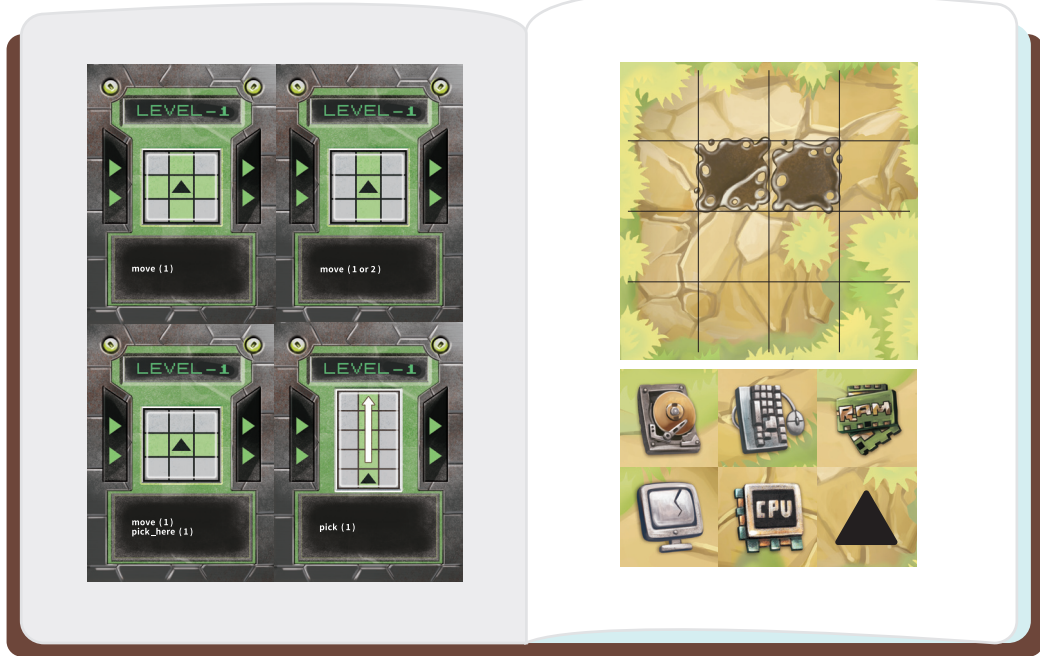 LEVEL-1
LEVEL-1
move (1)
move (1 or 2)
LEVEL-1
LEVEL-1
move (1)
pick_here (1)
pick (1)
RAM
CPU